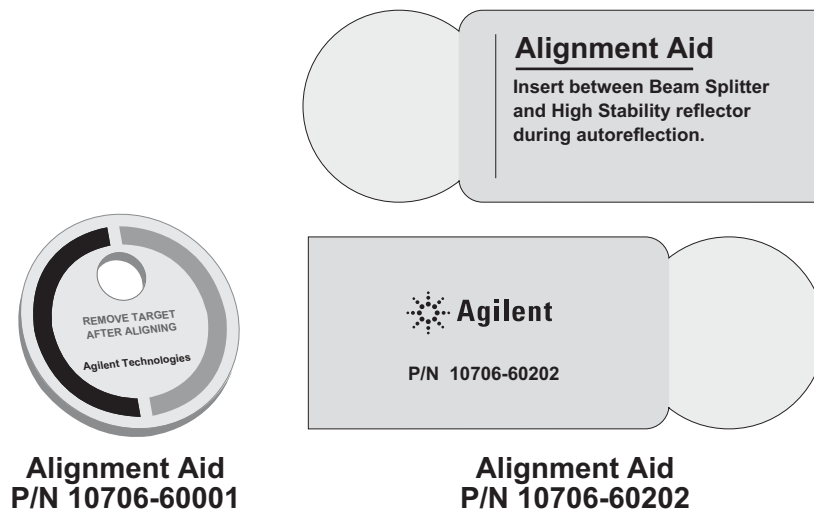 Alignment Aid
Insert between Beam Splitter
and High Stability reflector
during autoreflection.
REMOVE TARGET
AFTER ALIGNING
Agilent Technologies
Agilent
P/N 10706-60202
Alignment Aid
P/N 10706-60001
Alignment Aid
P/N 10706-60202